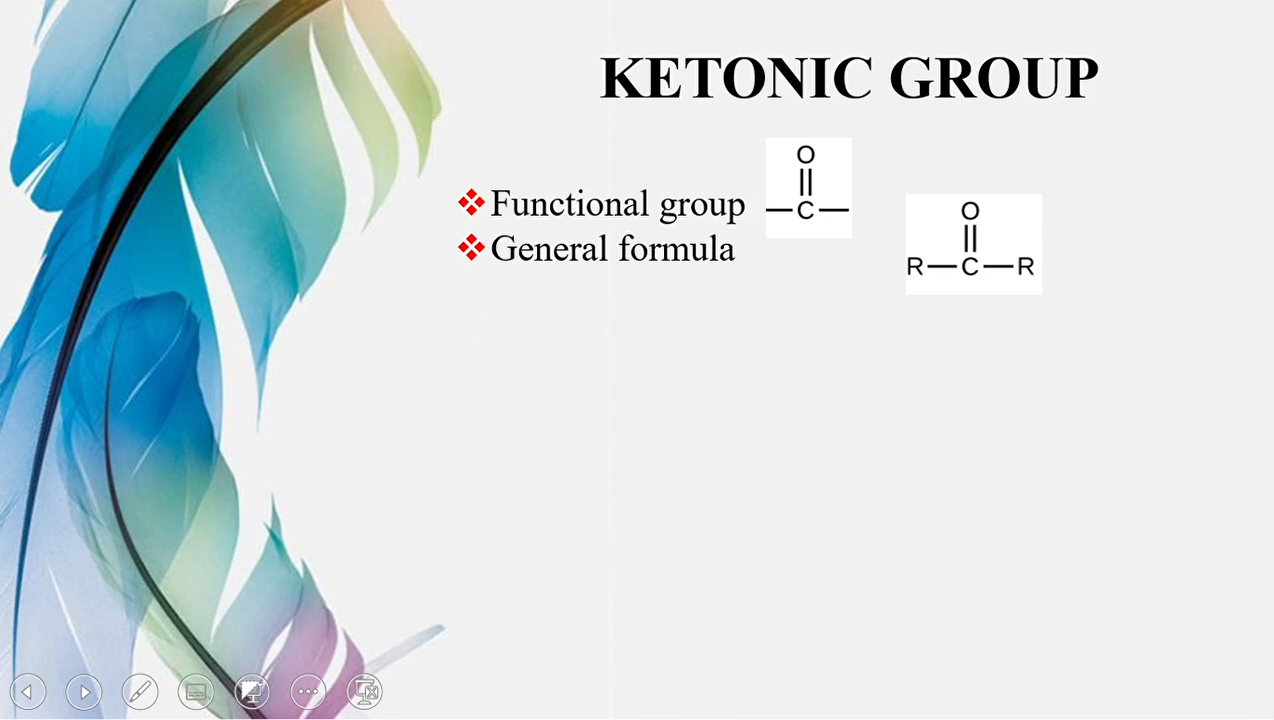 KETONIC GROUP
Functional group
O
C
General formula
O
R C R